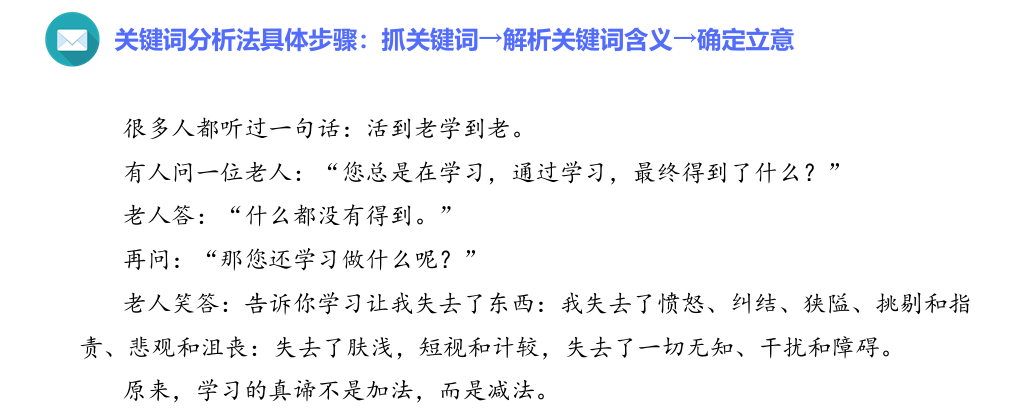 关键词分析法具体步骤：抓关键词→解析关键词含义→确定立意
很多人都听过一句话：活到老学到老。
有人问一位老人：“您总是在学习，通过学习，最终得到了什么？”
老人答：“什么都没有得到。”
再问：“那您还学习做什么呢？”
老人笑答：告诉你学习让我失去了东西：我失去了愤怒、纠结、狭隘、挑剔和指
责、悲观和沮丧：失去了肤浅，短视和计较，失去了一切无知、干扰和障碍。
原来，学习的真谛不是加法，而是减法。